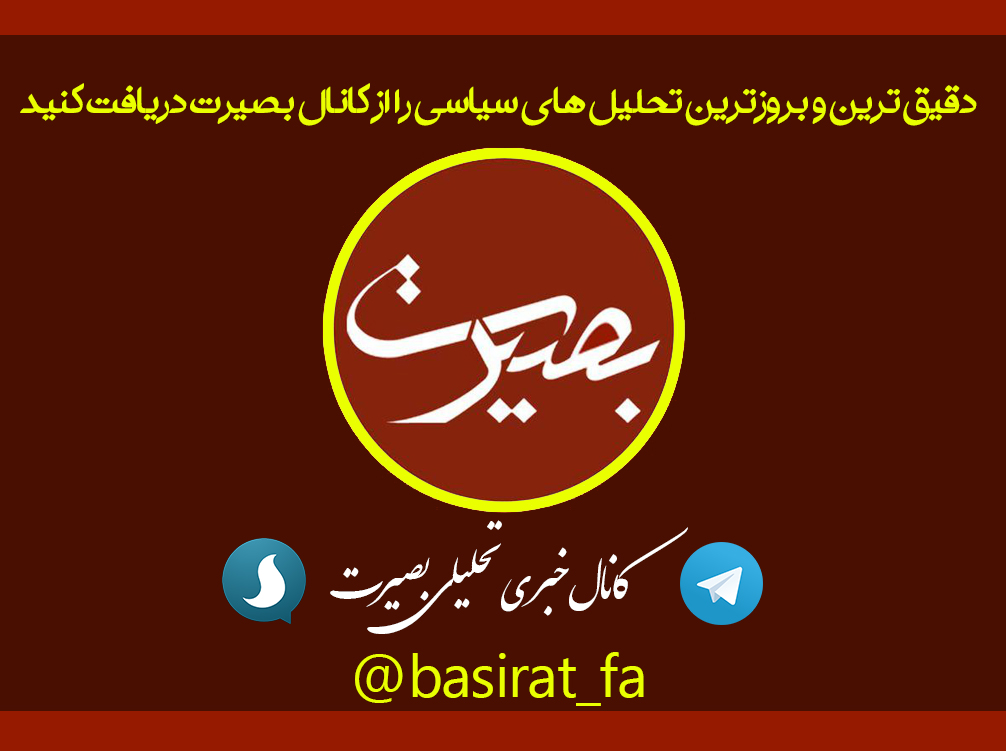 دقیق ترین و بروزترین تحلیل های سیاسی را از کانال بصیرت دریافت کنید
بصیرت
کانال خبری تحلیلی بصیرت
@basirat_fa